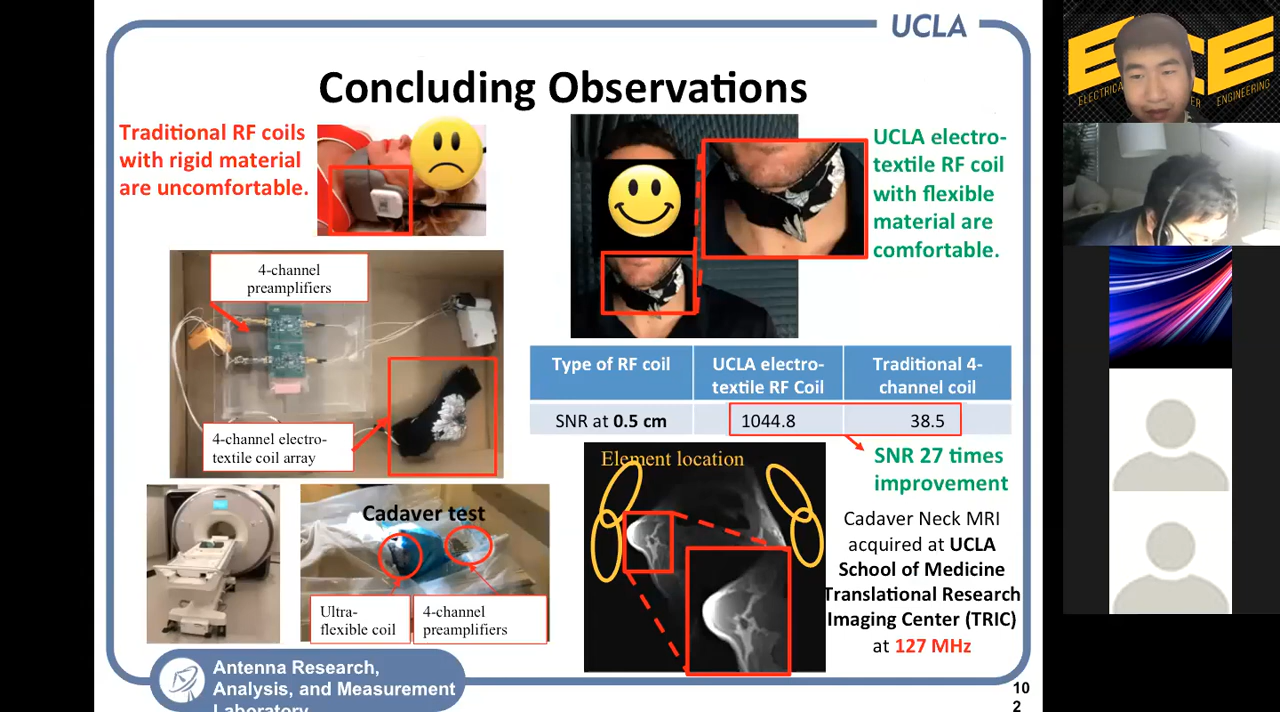 UCLA
Concluding Observations
Traditional RF coils
with rigid material
are uncomfortable.
UCLA electro-
textile RF coil
with flexible
material are
comfortable.
4-channel
preamplifiers
4-channel electro-
textile coil array
Type of RF coil
UCLA electro-
textile RF Coil
Traditional 4-
channel coil
SNR at 0.5 cm
1044.8
38.5
SNR 27 times
improvement
Cadaver test
Ultra-
flexible coil
4-channel
preamplifiers
Element location
Cadaver Neck MRI
acquired at UCLA
School of Medicine
Translational Research
Imaging Center (TRIC)
at 127 MHz
Antenna Research,
Analysis, and Measurement
Laboratory
10
2
ENGINEERING